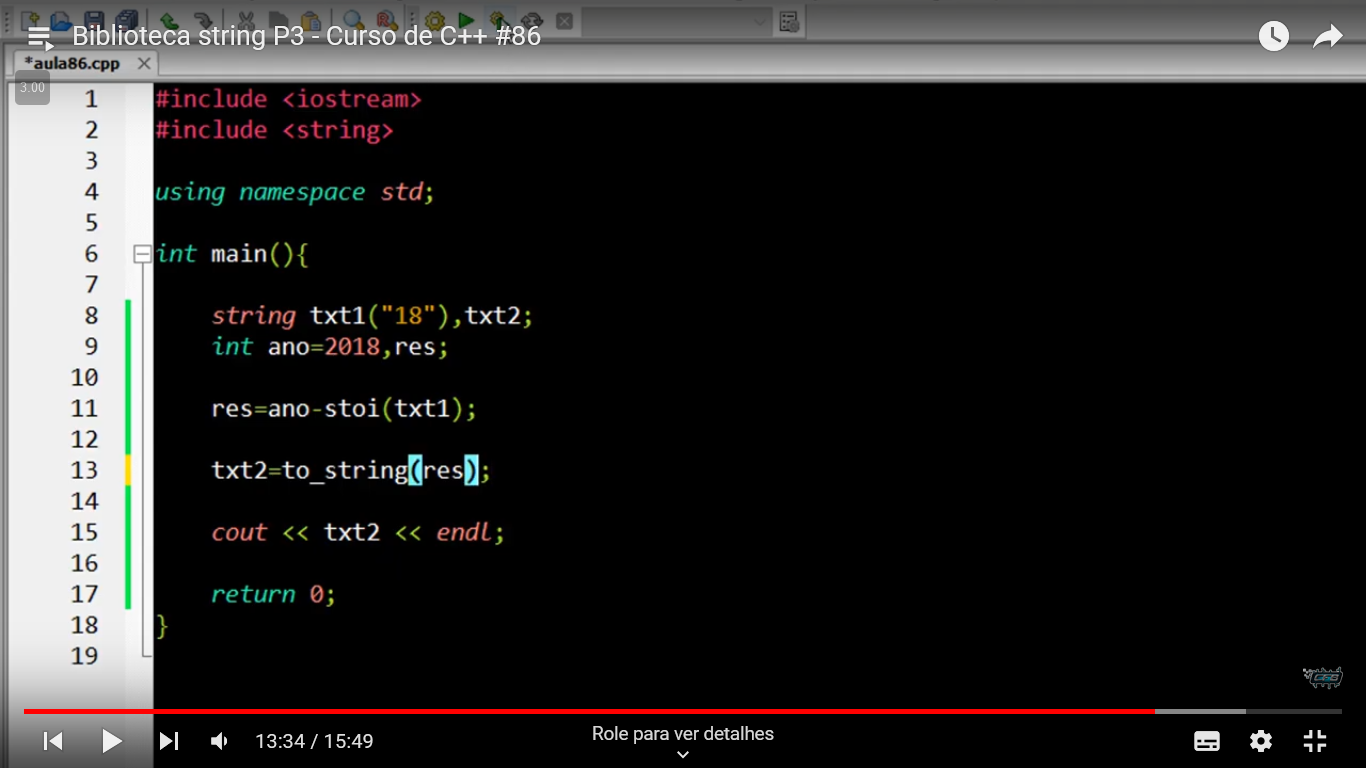 Biblioteca string P3 - Curso de C++ #86
*aula86.cpp
3.00
1 #include <iostream>
2 #include <string>
3
4 using namespace std;
5
6 int main(){
7
8 string txt1("18"),txt2;
9 int ano=2018,res;
10
11 res=ano-stoi(txt1);
12
13 txt2=to_string(res);
14
15 cout << txt2 << endl;
16
17 return 0;
18 }
19
CFB
13:34 / 15:49
Role para ver detalhes